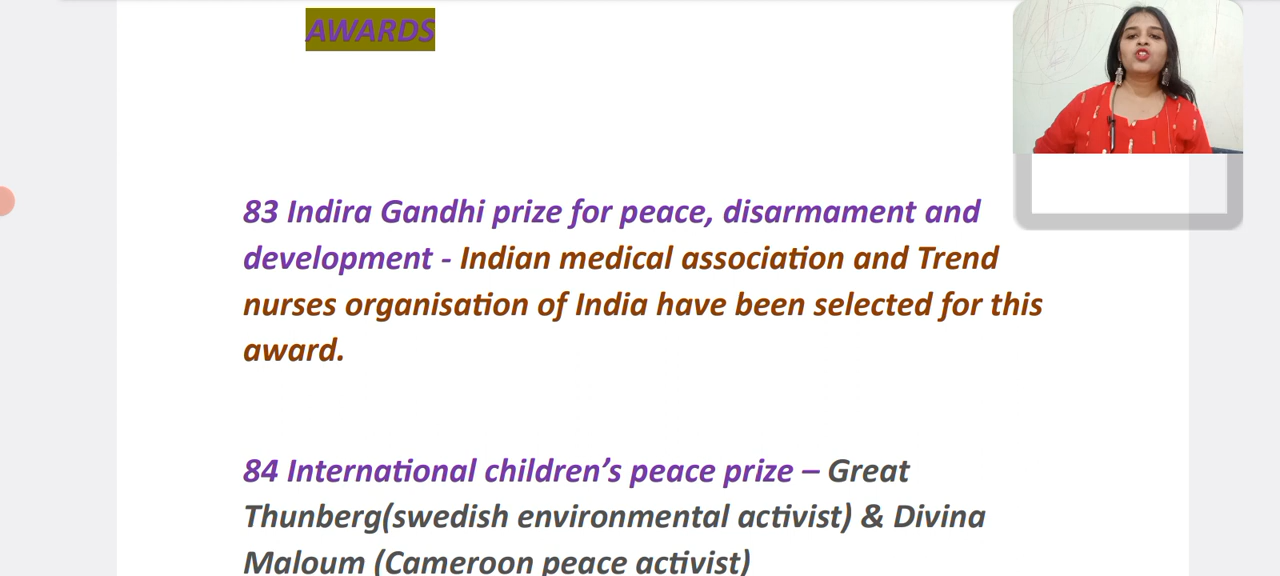 AWARDS
83 Indira Gandhi prize for peace, disarmament and
development - Indian medical association and Trend
nurses organisation of India have been selected for this
award.
84 International children’s peace prize – Great
Thunberg(swedish environmental activist) & Divina
Maloum (Cameroon peace activist)